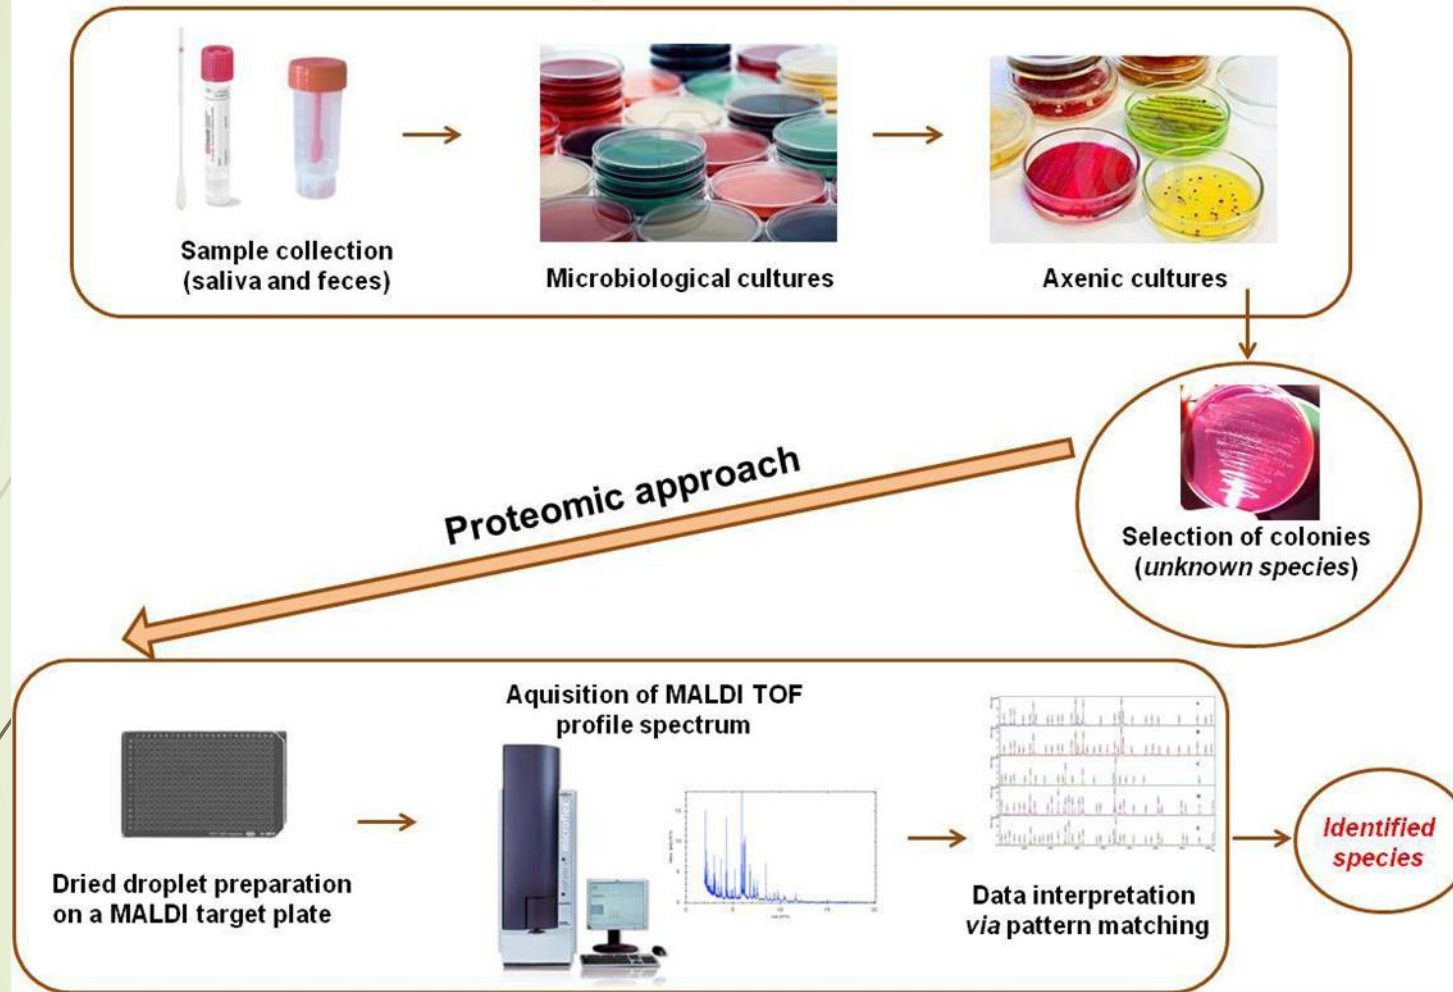 Sample collection
(saliva and feces)
Microbiological cultures
Axenic cultures
Selection of colonies
(unknown species)
Proteomic approach
Aquisition of MALDI TOF
profile spectrum
microflex
Dried droplet preparation
on a MALDI target plate
Data interpretation
via pattern matching
Identified
species